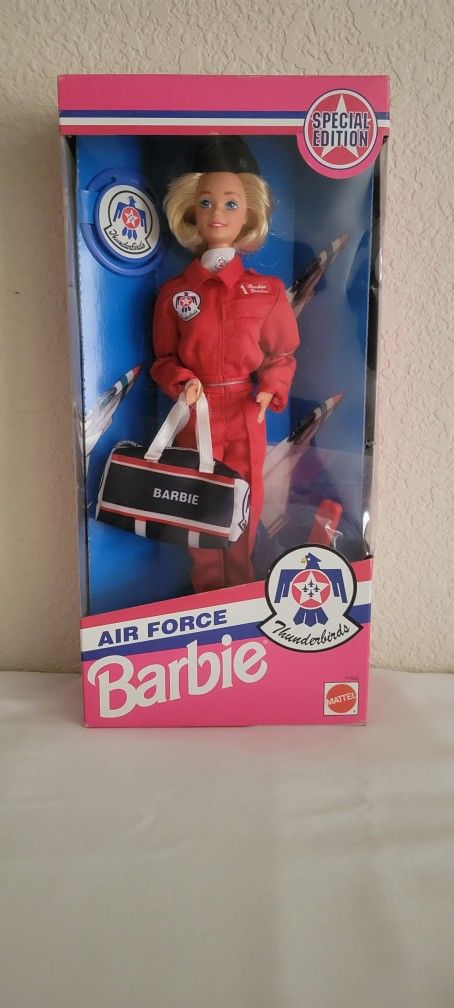 SPECIAL
EDITION
Thunderbirds
BARBIE
AIR FORCE
Barbie
Thunderbirds
MATTEL